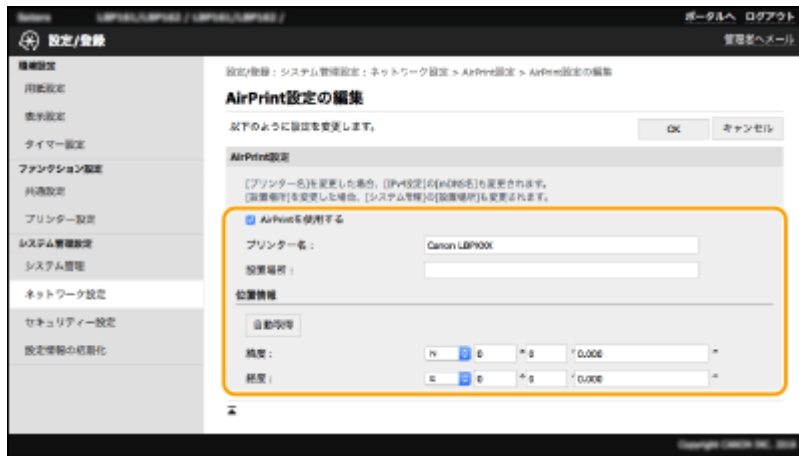 Satera LBP161/LBP162 / LBP161/LBP162 /
ポータルへ ログアウト
設定/登録
管理者へメール
環境設定
用紙設定
表示設定
タイマー設定
ファンクション設定
共通設定
プリンター設定
システム管理設定
システム管理
ネットワーク設定
セキュリティー設定
設定情報の初期化
設定/登録 : システム管理設定 : ネットワーク設定 > AirPrint設定 > AirPrint設定の編集
AirPrint設定の編集
以下のように設定を変更します。
OK キャンセル
AirPrint設定
[プリンター名]を変更した場合、[IPv4設定]の[mDNS名]も変更されます。
[設置場所]を変更した場合、[システム管理]の[設置場所]も変更されます。
AirPrintを使用する
プリンター名 : Canon LBPXXX
設置場所 :
位置情報
自動取得
緯度 : N 0 ° 0 ' 0.000 "
経度 : E 0 ° 0 ' 0.000 "
Copyright CANON INC. 2018